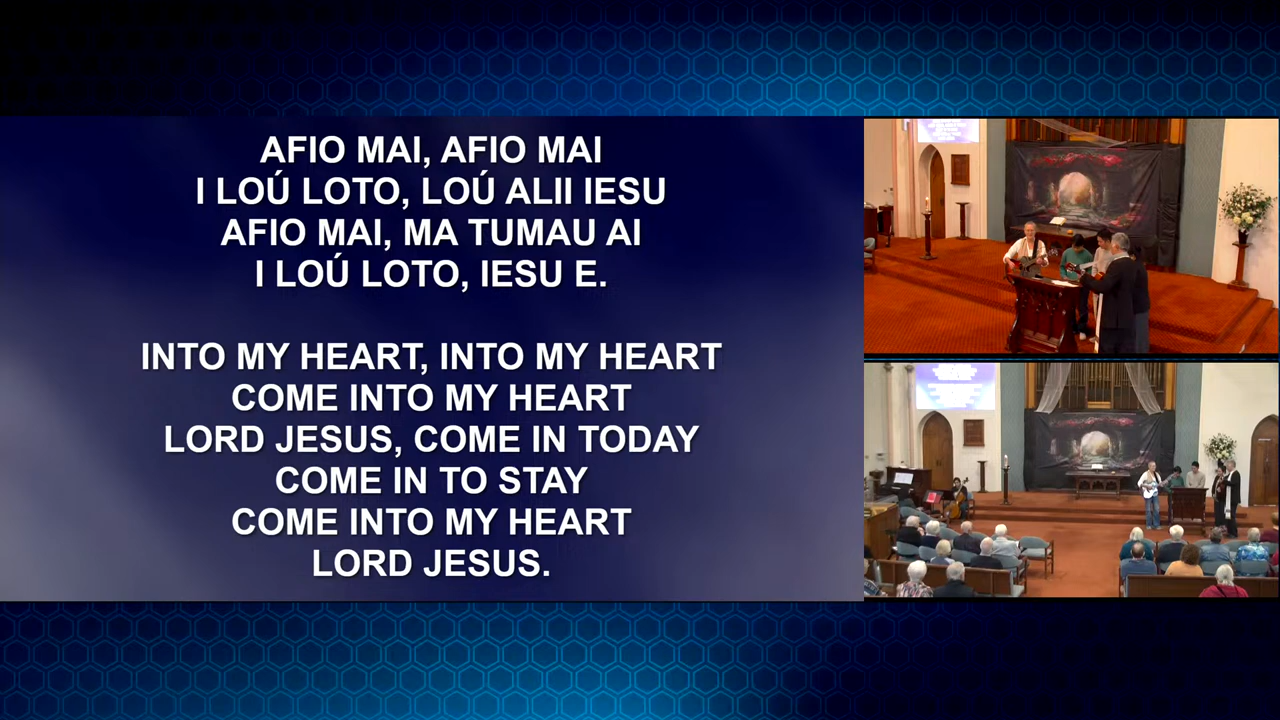 AFIO MAI, AFIO MAI
I LOÚ LOTO, LOÚ ALII IESU
AFIO MAI, MA TUMAU AI
I LOÚ LOTO, IESU E.
INTO MY HEART, INTO MY HEART
COME INTO MY HEART
LORD JESUS, COME IN TODAY
COME IN TO STAY
COME INTO MY HEART
LORD JESUS.